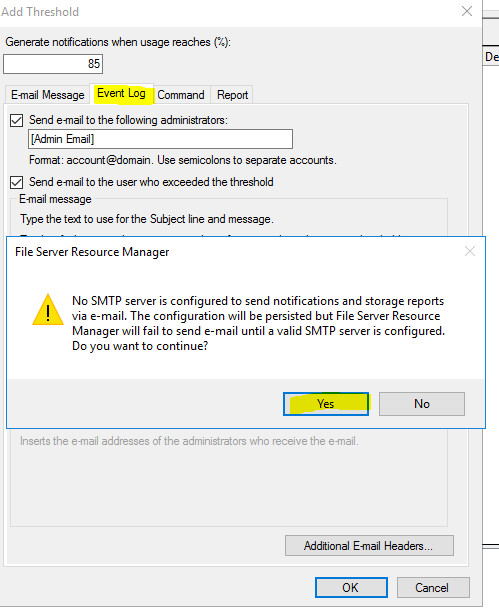 Add Threshold
Generate notifications when usage reaches (%):
85
E-mail Message Event Log Command Report
Send e-mail to the following administrators:
[Admin Email]
Format: account@domain. Use semicolons to separate accounts.
Send e-mail to the user who exceeded the threshold
E-mail message
Type the text to use for the Subject line and message.
File Server Resource Manager
No SMTP server is configured to send notifications and storage reports
via e-mail. The configuration will be persisted but File Server Resource
Manager will fail to send e-mail until a valid SMTP server is configured.
Do you want to continue?
Yes No
Inserts the e-mail addresses of the administrators who receive the e-mail.
Additional E-mail Headers...
OK Cancel
De